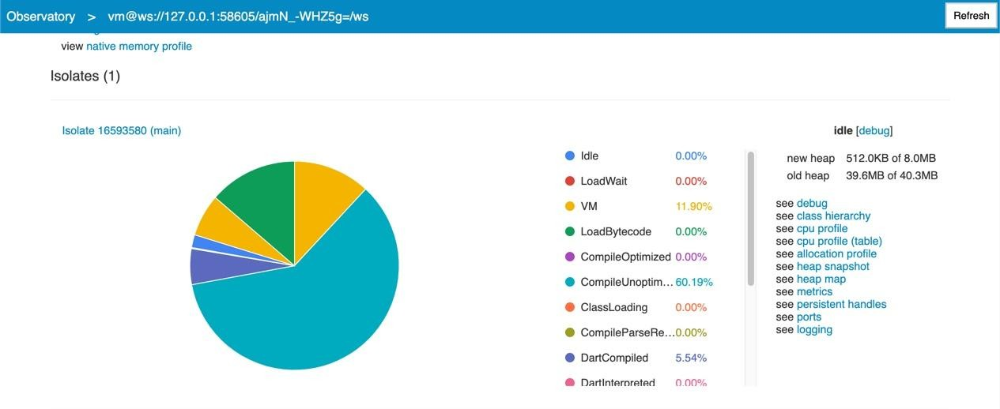 Observatory > vm@ws://127.0.0.1:58605/ajmN_-WHZ5g=/ws
Refresh
view native memory profile
Isolates (1)
Isolate 16593580 (main)
Idle 0.00%
LoadWait 0.00%
VM 11.90%
LoadBytecode 0.00%
CompileOptimized 0.00%
CompileUnoptim... 60.19%
ClassLoading 0.00%
CompileParseRe... 0.00%
DartCompiled 5.54%
DartInterpreted 0.00%
idle [debug]
new heap 512.0KB of 8.0MB
old heap 39.6MB of 40.3MB
see debug
see class hierarchy
see cpu profile
see cpu profile (table)
see allocation profile
see heap snapshot
see heap map
see metrics
see persistent handles
see ports
see logging